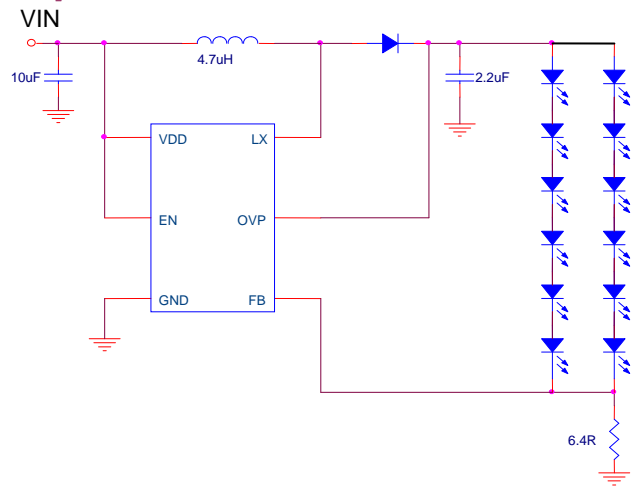 VIN
10uF
4.7uH
2.2uF
VDD
LX
EN
OVP
GND
FB
6.4R